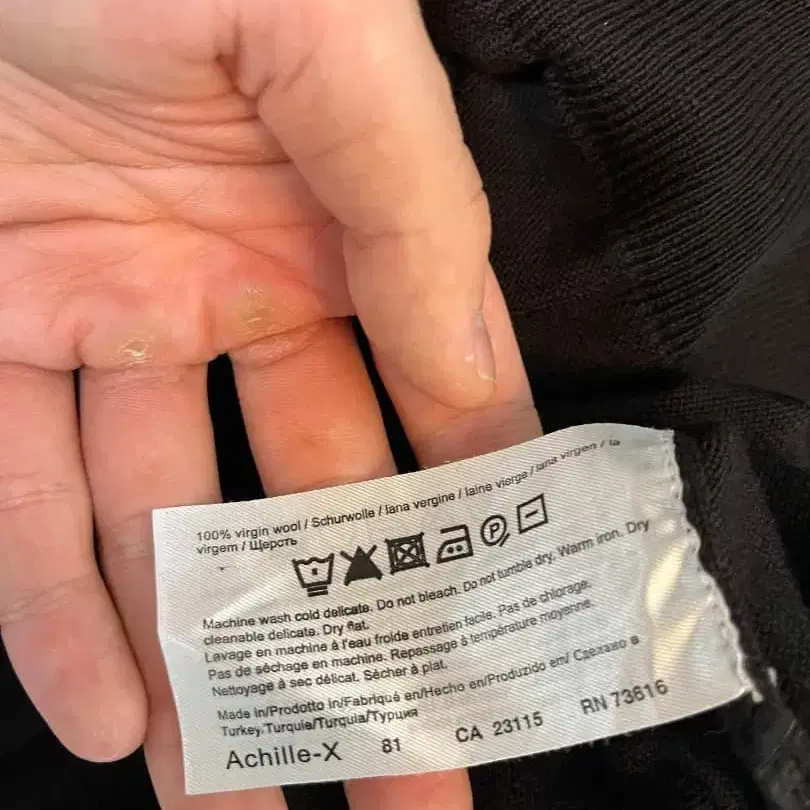 100% virgin wool / Schurwolle / lana vergine / laine vierge / lana virgen / la
virgem / Щерсть
P
Machine wash cold delicate. Do not bleach. Do not tumble dry. Warm iron. Dry
cleanable delicate. Dry flat.
Lavage en machine à l'eau froide entretien facile. Pas de chlorage.
Pas de séchage en machine. Repassage à température moyenne.
Nettoyage à sec délicat. Sécher à plat.
Made in/Prodotto in/Fabriqué en/Hecho en/Produzido em/ Сделано в
Turkey/Turquie/Turquia/Турция
Achille-X 81 CA 23115 RN 73616